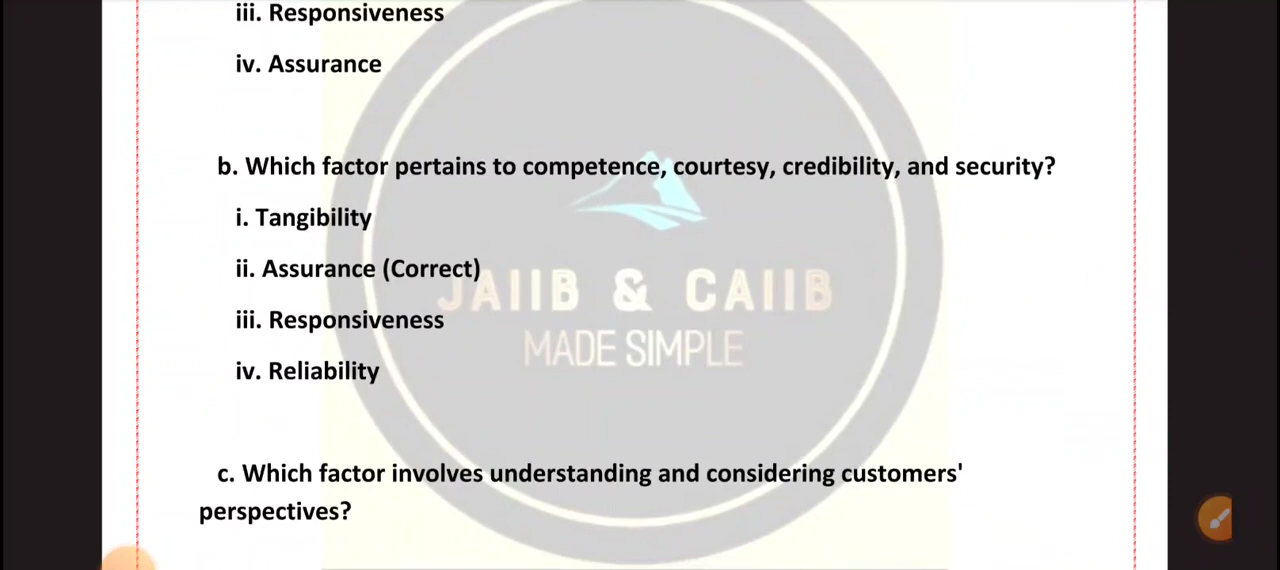 iii. Responsiveness
iv. Assurance
b. Which factor pertains to competence, courtesy, credibility, and security?
i. Tangibility
ii. Assurance (Correct)
JAIIB & CAIIB
iii. Responsiveness
MADE SIMPLE
iv. Reliability
c. Which factor involves understanding and considering customers'
perspectives?